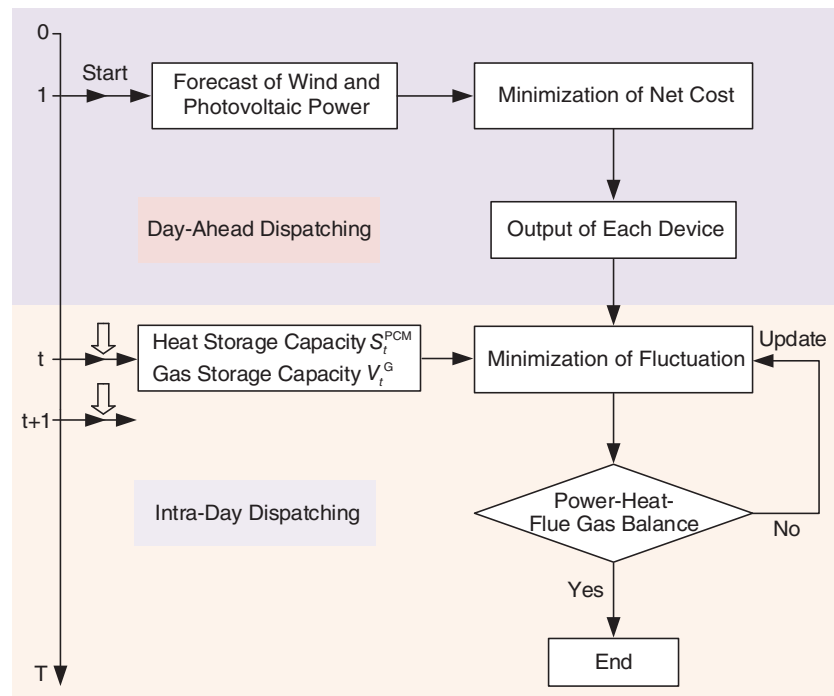 0
Start
1
Forecast of Wind and
Photovoltaic Power
Minimization of Net Cost
Day-Ahead Dispatching
Output of Each Device
t
Heat Storage Capacity S_t^PCM
Gas Storage Capacity V_t^G
Minimization of Fluctuation
Update
t+1
Intra-Day Dispatching
Power-Heat-
Flue Gas Balance
No
Yes
End
T